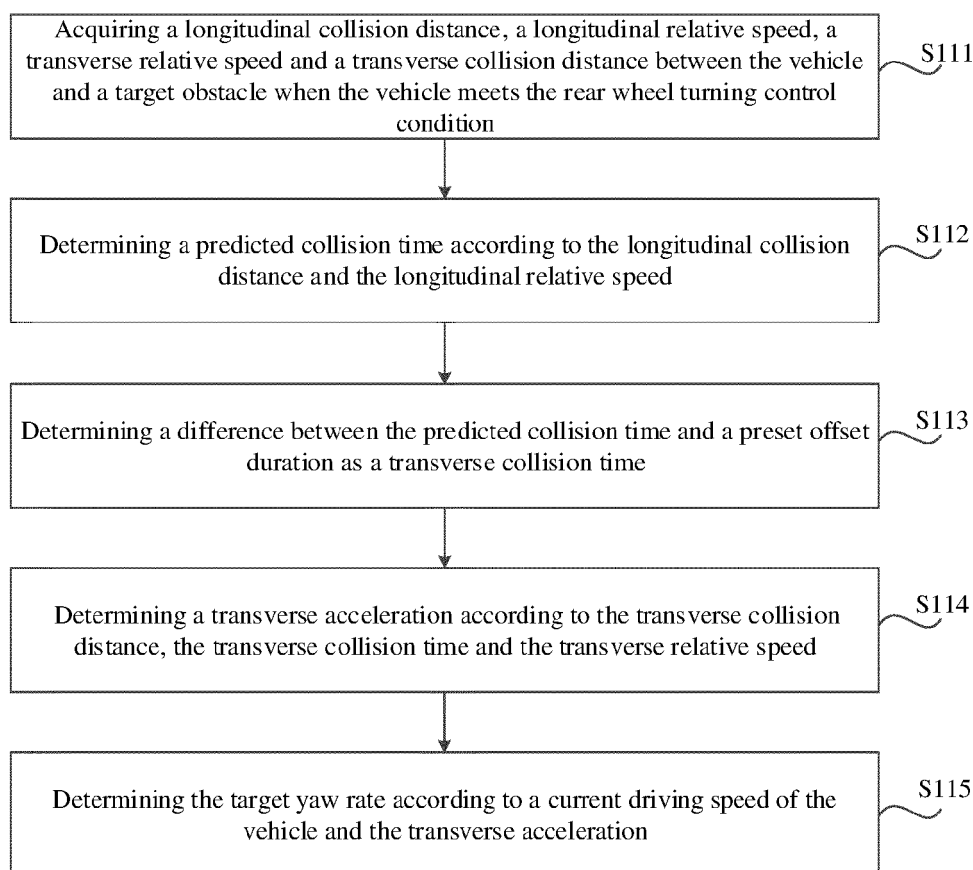 Acquiring a longitudinal collision distance, a longitudinal relative speed, a
transverse relative speed and a transverse collision distance between the vehicle
and a target obstacle when the vehicle meets the rear wheel turning control
condition
S111
Determining a predicted collision time according to the longitudinal collision
distance and the longitudinal relative speed
S112
Determining a difference between the predicted collision time and a preset offset
duration as a transverse collision time
S113
Determining a transverse acceleration according to the transverse collision
distance, the transverse collision time and the transverse relative speed
S114
Determining the target yaw rate according to a current driving speed of the
vehicle and the transverse acceleration
S115